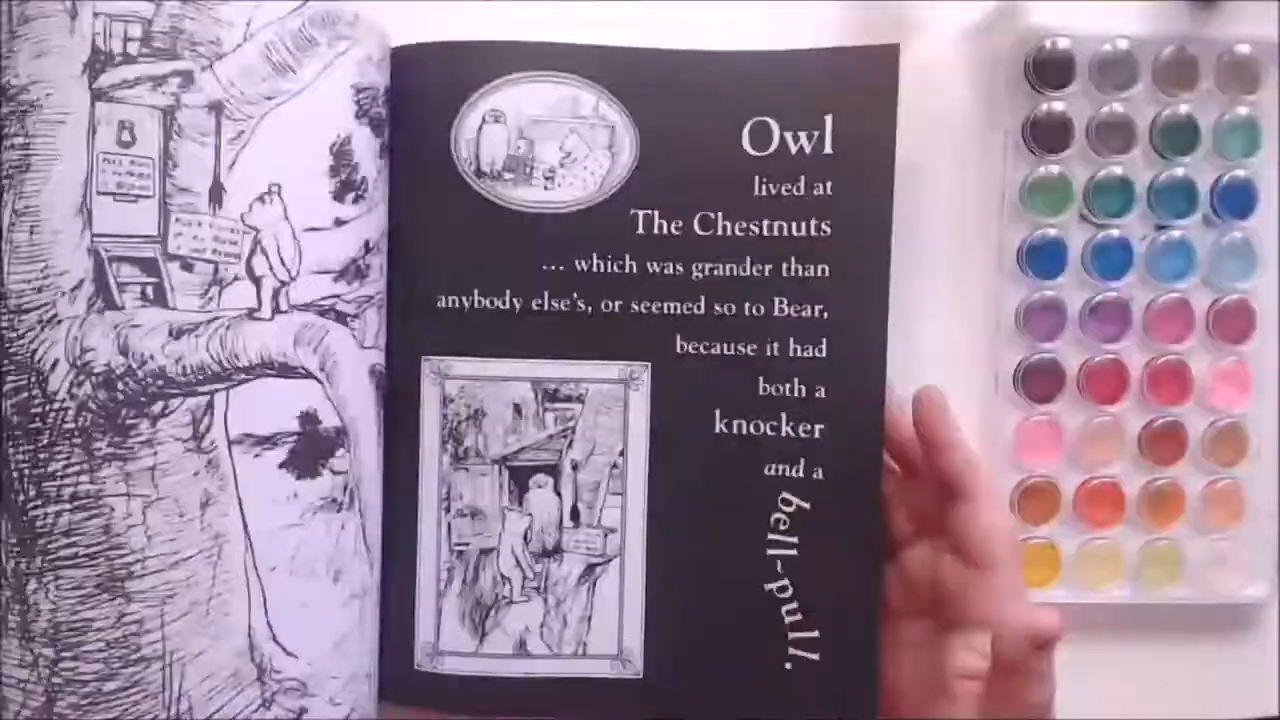 Owl
lived at
The Chestnuts
... which was grander than
anybody else's, or seemed so to Bear,
because it had
both a
knocker
and a
bell-pull.